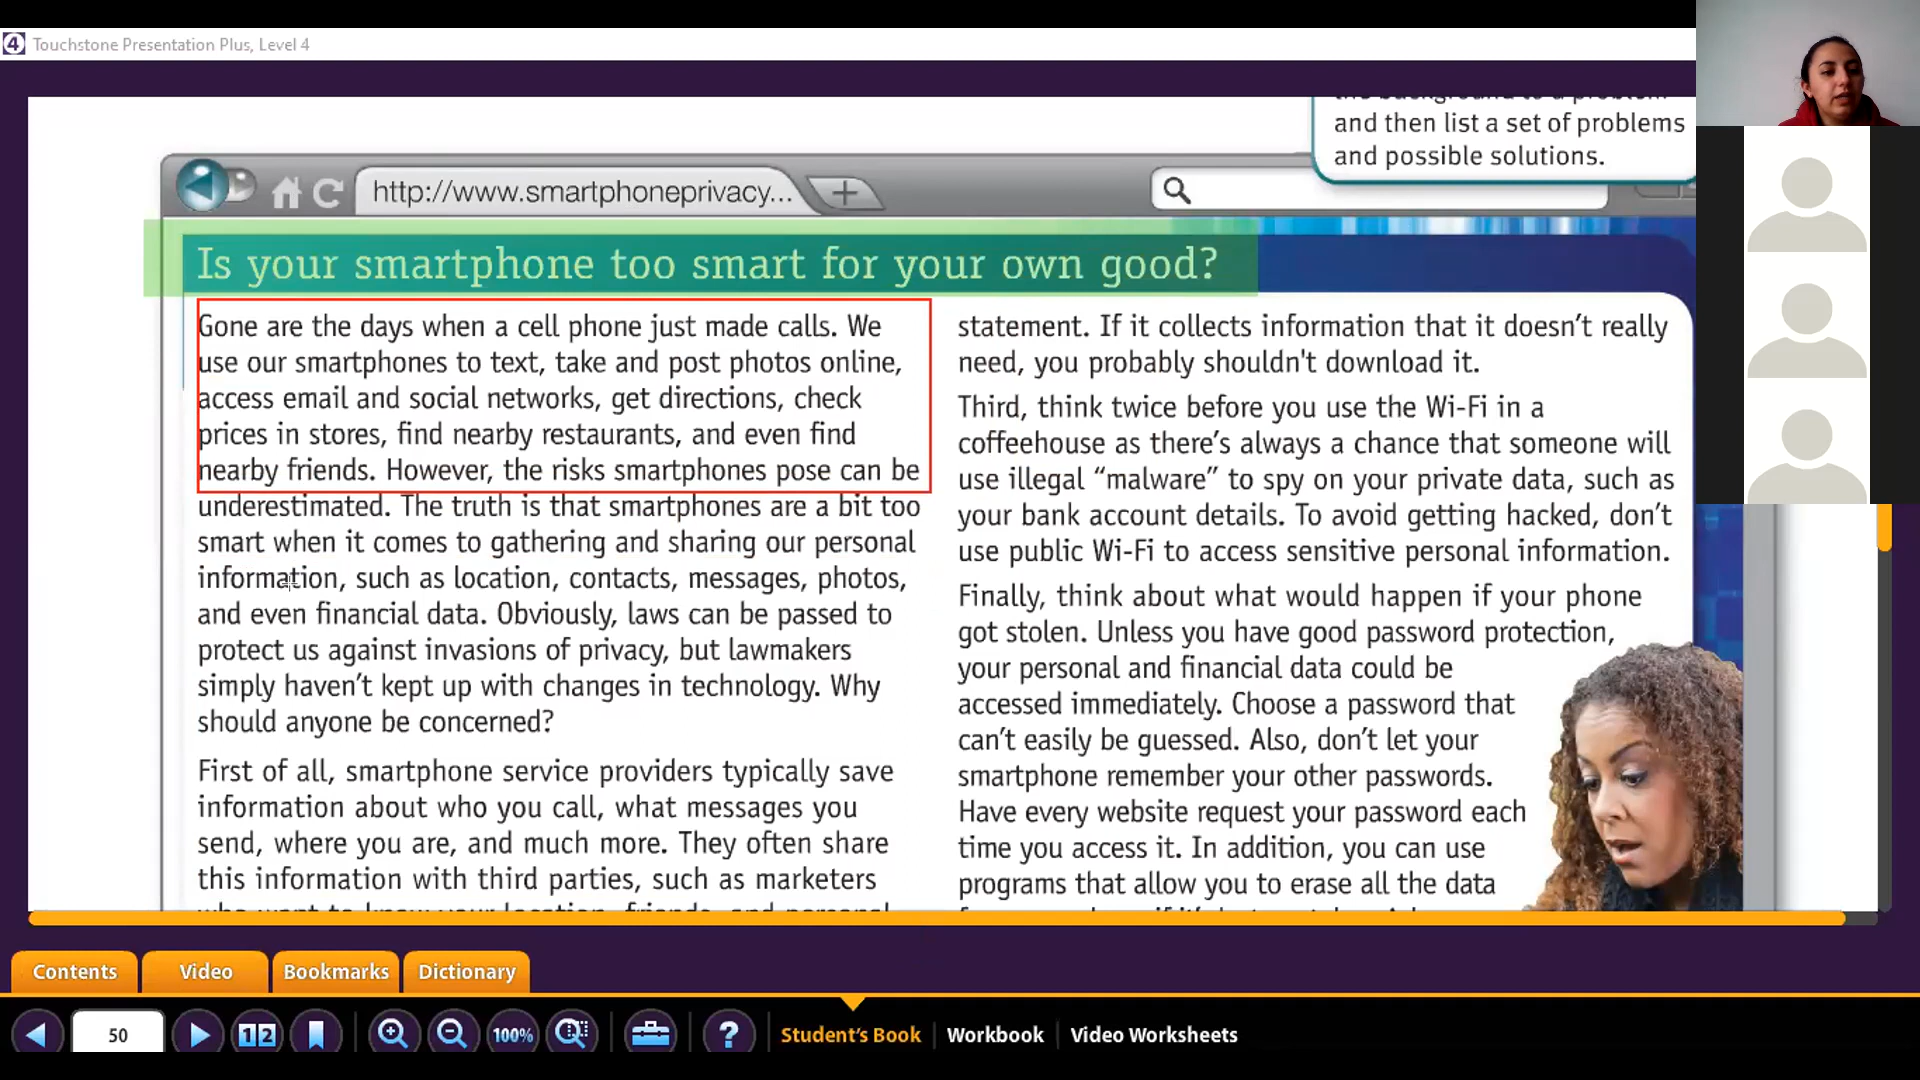 4 Touchstone Presentation Plus, Level 4
and then list a set of problems
and possible solutions.
http://www.smartphoneprivacy...
Is your smartphone too smart for your own good?
Gone are the days when a cell phone just made calls. We
use our smartphones to text, take and post photos online,
access email and social networks, get directions, check
prices in stores, find nearby restaurants, and even find
nearby friends. However, the risks smartphones pose can be
underestimated. The truth is that smartphones are a bit too
smart when it comes to gathering and sharing our personal
information, such as location, contacts, messages, photos,
and even financial data. Obviously, laws can be passed to
protect us against invasions of privacy, but lawmakers
simply haven't kept up with changes in technology. Why
should anyone be concerned?
First of all, smartphone service providers typically save
information about who you call, what messages you
send, where you are, and much more. They often share
this information with third parties, such as marketers
statement. If it collects information that it doesn't really
need, you probably shouldn't download it.
Third, think twice before you use the Wi-Fi in a
coffeehouse as there's always a chance that someone will
use illegal “malware” to spy on your private data, such as
your bank account details. To avoid getting hacked, don't
use public Wi-Fi to access sensitive personal information.
Finally, think about what would happen if your phone
got stolen. Unless you have good password protection,
your personal and financial data could be
accessed immediately. Choose a password that
can't easily be guessed. Also, don't let your
smartphone remember your other passwords.
Have every website request your password each
time you access it. In addition, you can use
programs that allow you to erase all the data
Contents Video Bookmarks Dictionary
50 12 100% ? Student's Book Workbook Video Worksheets